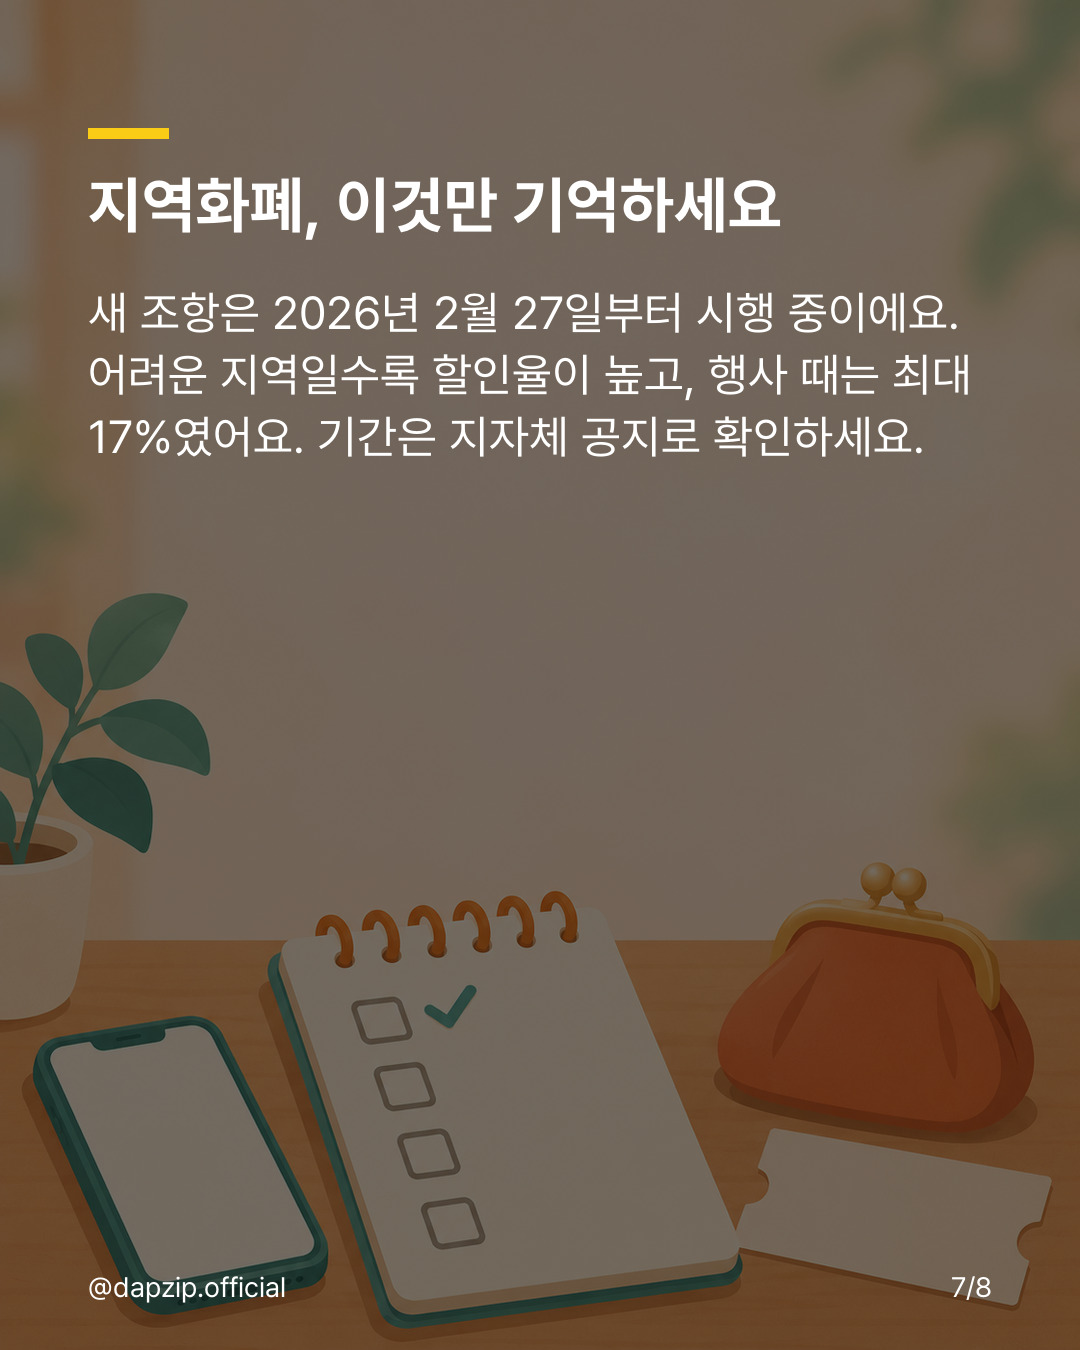 지역화폐, 이것만 기억하세요
새 조항은 2026년 2월 27일부터 시행 중이에요.
어려운 지역일수록 할인율이 높고, 행사 때는 최대
17%였어요. 기간은 지자체 공지로 확인하세요.
@dapzip.official
7/8